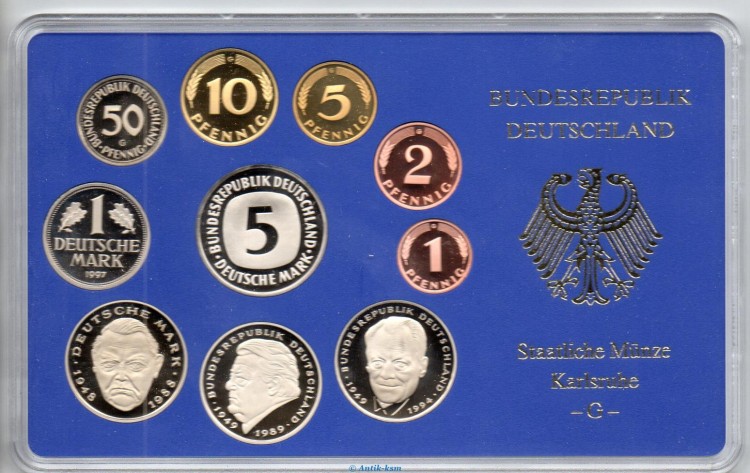 BUNDESREPUBLIK DEUTSCHLAND
50
PFENNIG
G
G
10
PFENNIG
G
5
PFENNIG
G
2
PFENNIG
BUNDESREPUBLIK
DEUTSCHLAND
1
DEUTSCHE
MARK
1997
BUNDESREPUBLIK DEUTSCHLAND
5
DEUTSCHE MARK
G
1
PFENNIG
DEUTSCHE MARK
1948 1988
BUNDESREPUBLIK DEUTSCHLAND
1949 1989
BUNDESREPUBLIK DEUTSCHLAND
1949 1994
Staatliche Münze
Karlsruhe
- G -
© Antik-ksm